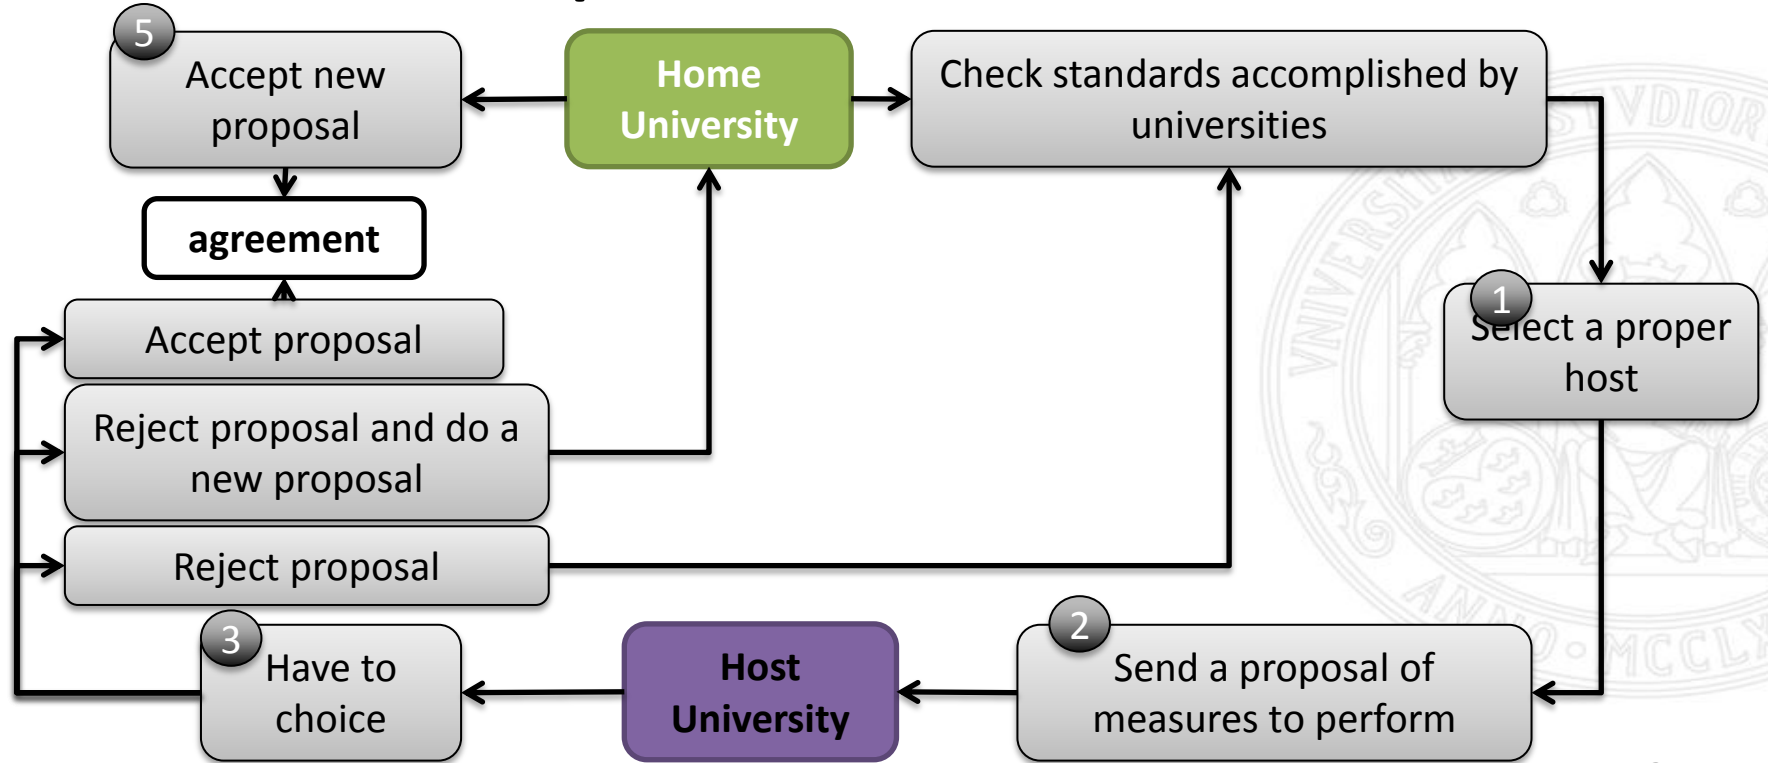 5
Accept new
proposal
Home
University
Check standards accomplished by
universities
agreement
1
Select a proper
host
Accept proposal
Reject proposal and do a
new proposal
Reject proposal
3
Have to
choice
Host
University
2
Send a proposal of
measures to perform